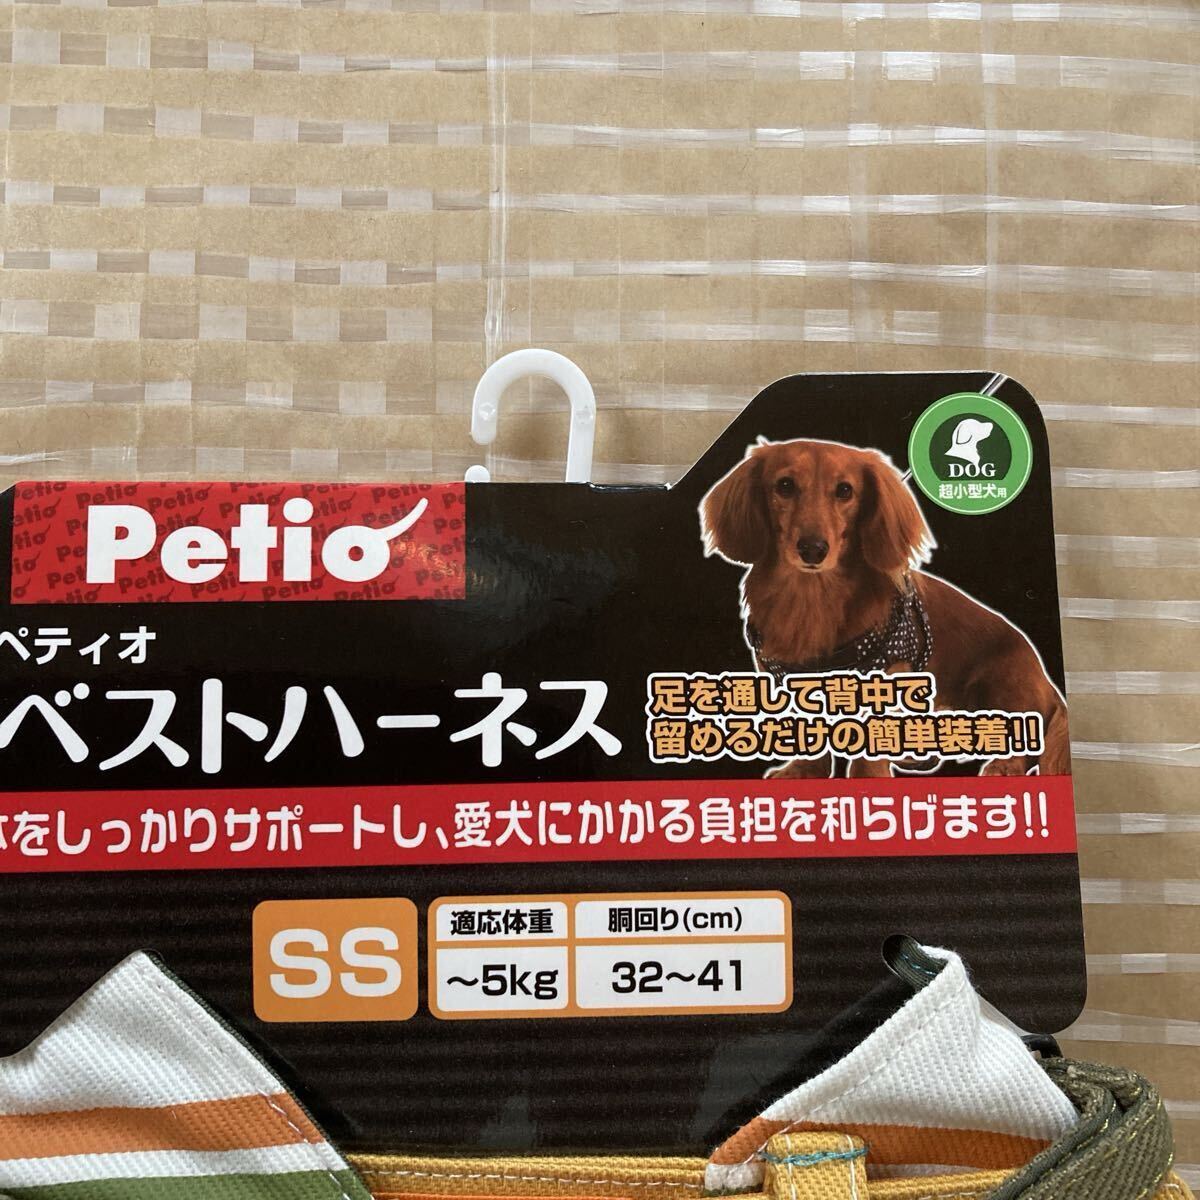 Petio
ペティオ
ベストハーネス
DOG
超小型犬用
足を通して背中で
留めるだけの簡単装着!!
をしっかりサポートし、愛犬にかかる負担を和らげます!!
SS
適応体重
胴回り(cm)
～5kg
32～41